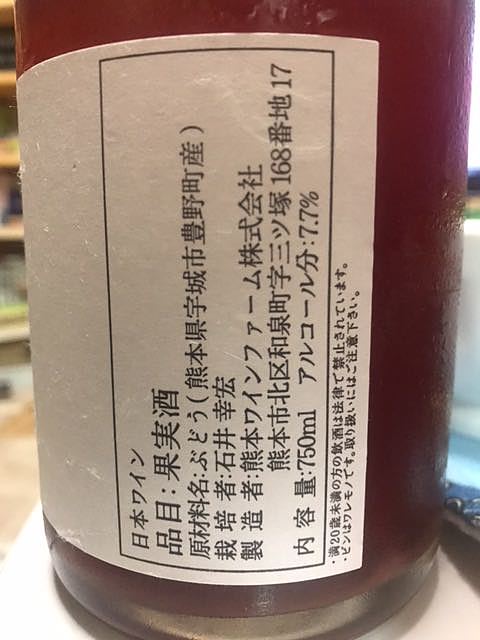 日本ワイン
品目：果実酒
原材料名：ぶどう（熊本県宇城市豊野町産）
栽培者：石井 幸宏
製造者：熊本ワインファーム株式会社
熊本市北区和泉町字三ツ塚168番地17
内容量：750ml アルコール分：7.7%
・満20歳未満の方の飲酒は法律で禁止されています。
・ビンはワレモノです。取り扱いにはご注意下さい。